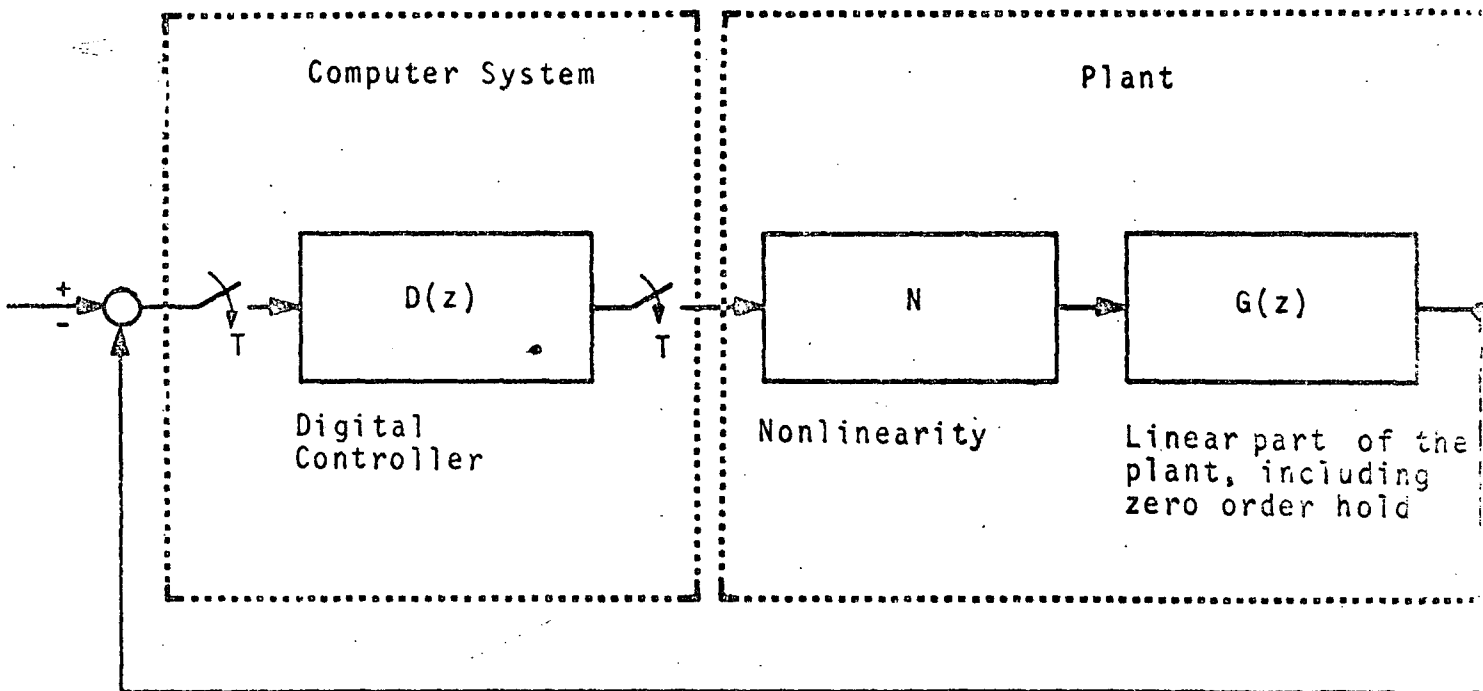 Computer System
Plant
+
-
T
D(z)
T
N
G(z)
Digital
Controller
Nonlinearity
Linear part of the
plant, including
zero order hold